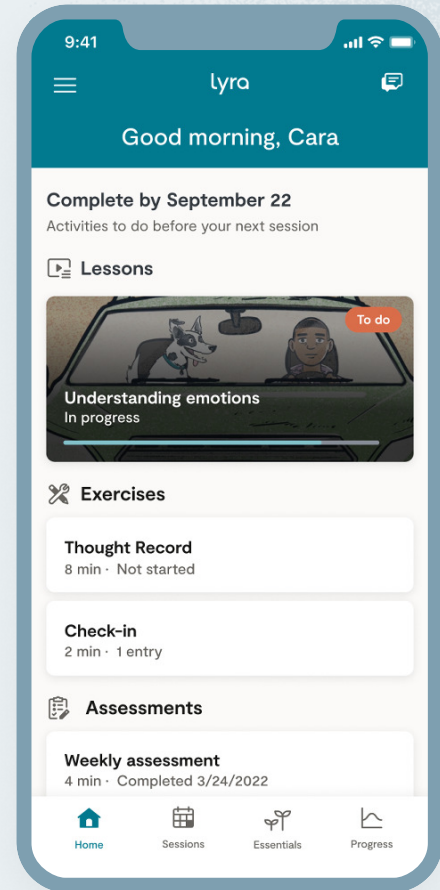 9:41
lyra
Good morning, Cara
Complete by September 22
Activities to do before your next session
Lessons
To do
Understanding emotions
In progress
Exercises
Thought Record
8 min · Not started
Check-in
2 min · 1 entry
Assessments
Weekly assessment
4 min · Completed 3/24/2022
Home
Sessions
Essentials
Progress